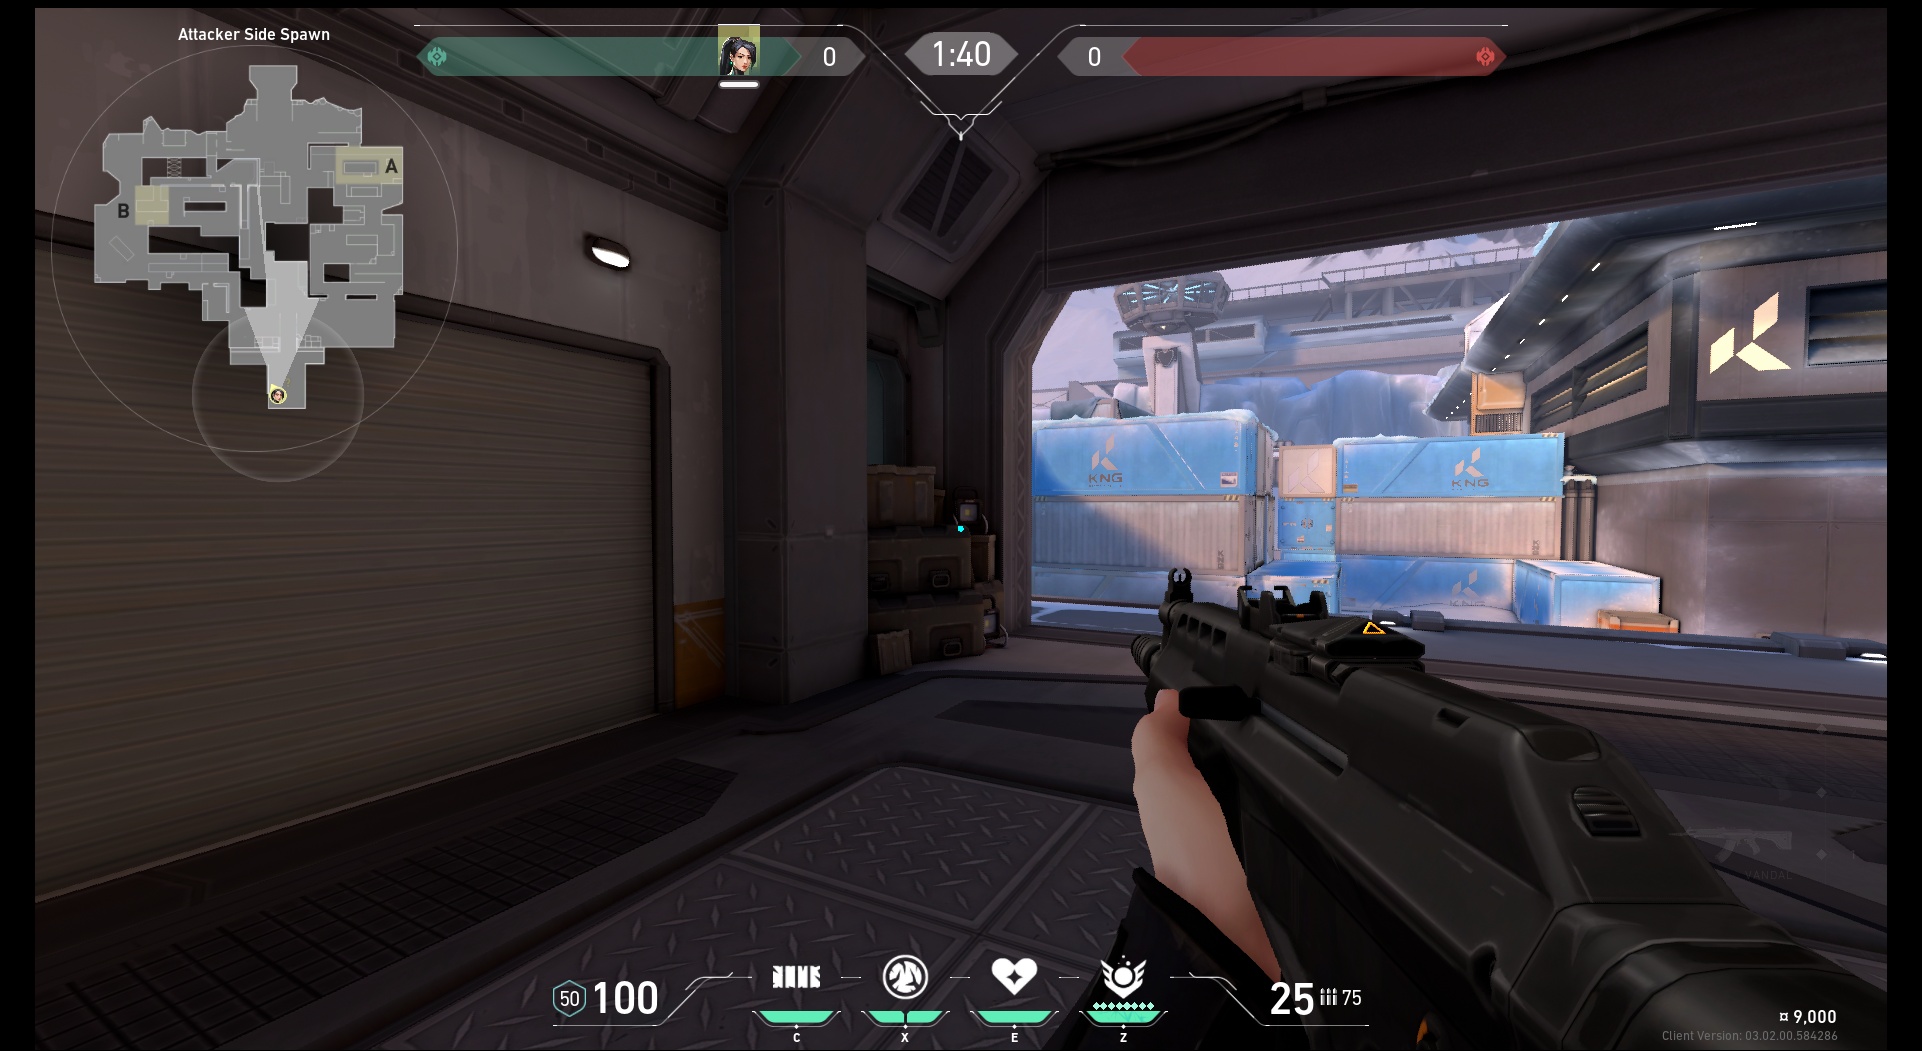 Attacker Side Spawn
0
1:40
0
A
B
KNG
KNG
50
100
25
75
C
X
E
Z
VANDAL
¤ 9,000
Client Version: 03.02.00.584286